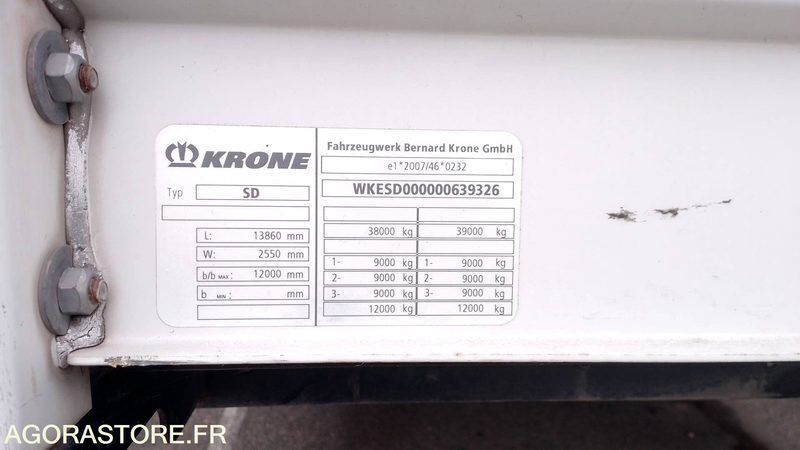 KRONE
Typ SD
L: 13860 mm
W: 2550 mm
b/b MAX: 12000 mm
b MIN: mm
Fahrzeugwerk Bernard Krone GmbH
e1*2007/46*0232
WKESD000000639326
38000 kg 39000 kg
1- 9000 kg 1- 9000 kg
2- 9000 kg 2- 9000 kg
3- 9000 kg 3- 9000 kg
12000 kg 12000 kg
AGORASTORE.FR